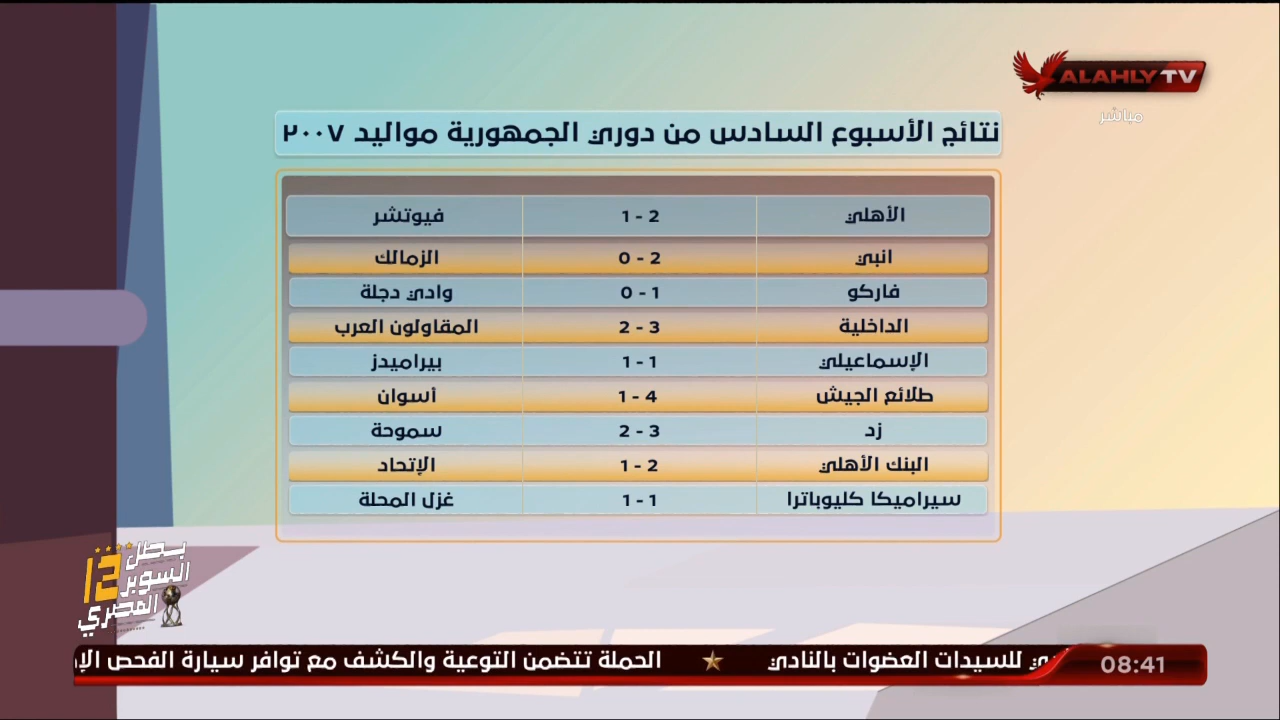 ALAHLY TV
مباشر
نتائج الأسبوع السادس من دوري الجمهورية مواليد ٢٠٠٧
الأهلي 2 - 1 فيوتشر
انبي 2 - 0 الزمالك
فاركو 1 - 0 وادي دجلة
الداخلية 3 - 2 المقاولون العرب
الإسماعيلي 1 - 1 بيراميدز
طلائع الجيش 4 - 1 أسوان
زد 3 - 2 سموحة
البنك الأهلي 2 - 1 الإتحاد
سيراميكا كليوباترا 1 - 1 غزل المحلة
بطل
السوبر 12
المصري
08:41 للسيدات العضوات بالنادي الحملة تتضمن التوعية والكشف مع توافر سيارة الفحص